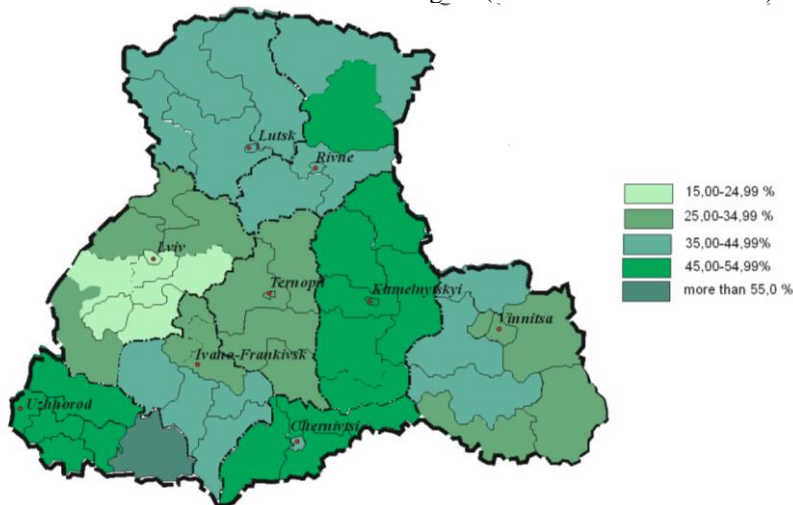 Lutsk
Rivne
Lviv
Ternopil
Khmelnytskyi
Vinnitsa
Ivano-Frankivsk
Uzhhorod
Chernivtsi
15,00-24,99 %
25,00-34,99 %
35,00-44,99%
45,00-54,99%
more than 55,0 %